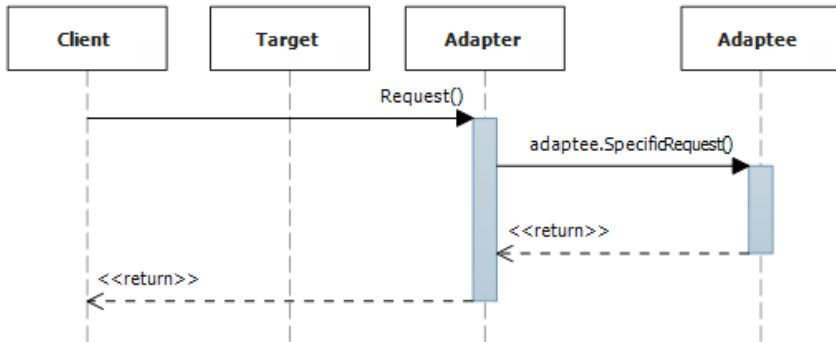 Client
Target
Adapter
Adaptee
Request()
adaptee.SpecificRequest()
<<return>>
<<return>>